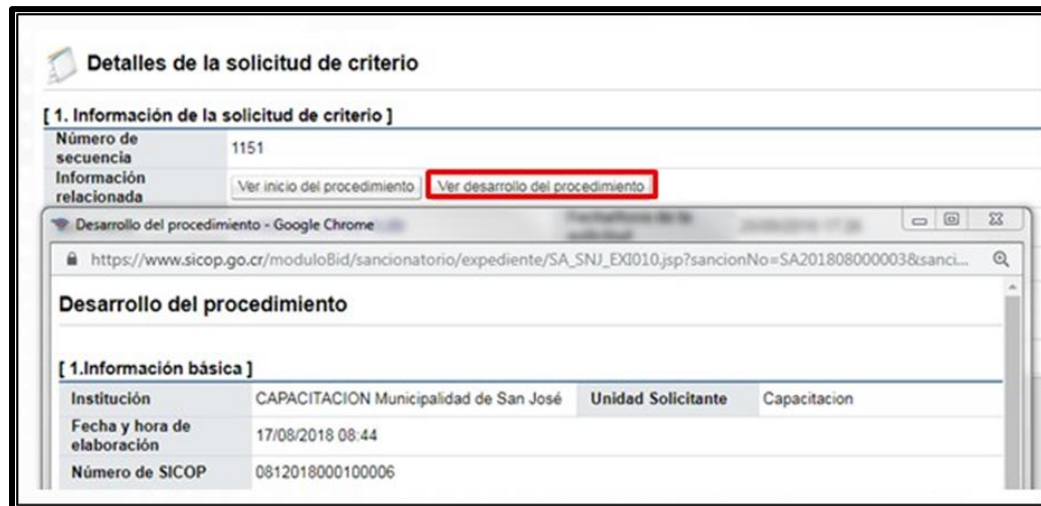 Detalles de la solicitud de criterio
[ 1. Información de la solicitud de criterio ]
Número de secuencia 1151
Información relacionada Ver inicio del procedimiento Ver desarrollo del procedimiento
Desarrollo del procedimiento - Google Chrome
https://www.sicop.go.cr/moduloBid/sancionatorio/expediente/SA_SNJ_EXI010.jsp?sancionNo=SA201808000003&sanci...
Desarrollo del procedimiento
[ 1.Información básica ]
Institución CAPACITACION Municipalidad de San José Unidad Solicitante Capacitacion
Fecha y hora de elaboración 17/08/2018 08:44
Número de SICOP 0812018000100006